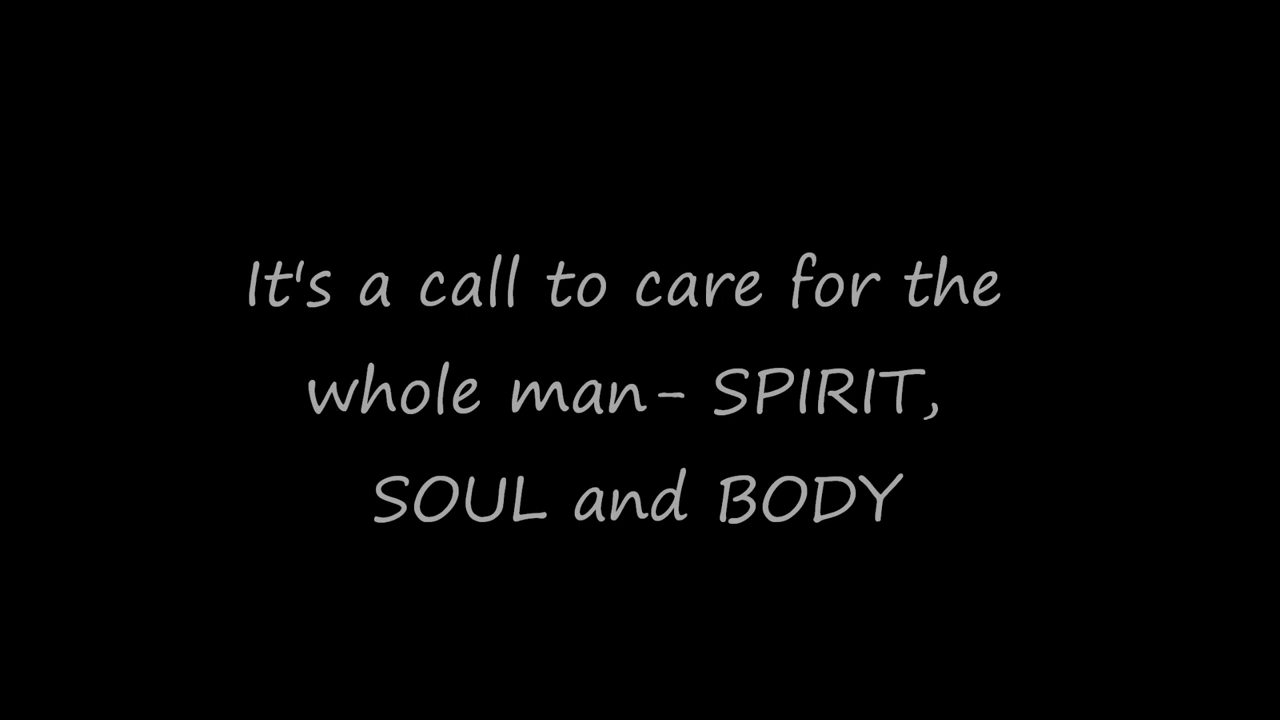 It's a call to care for the
whole man- SPIRIT,
SOUL and BODY